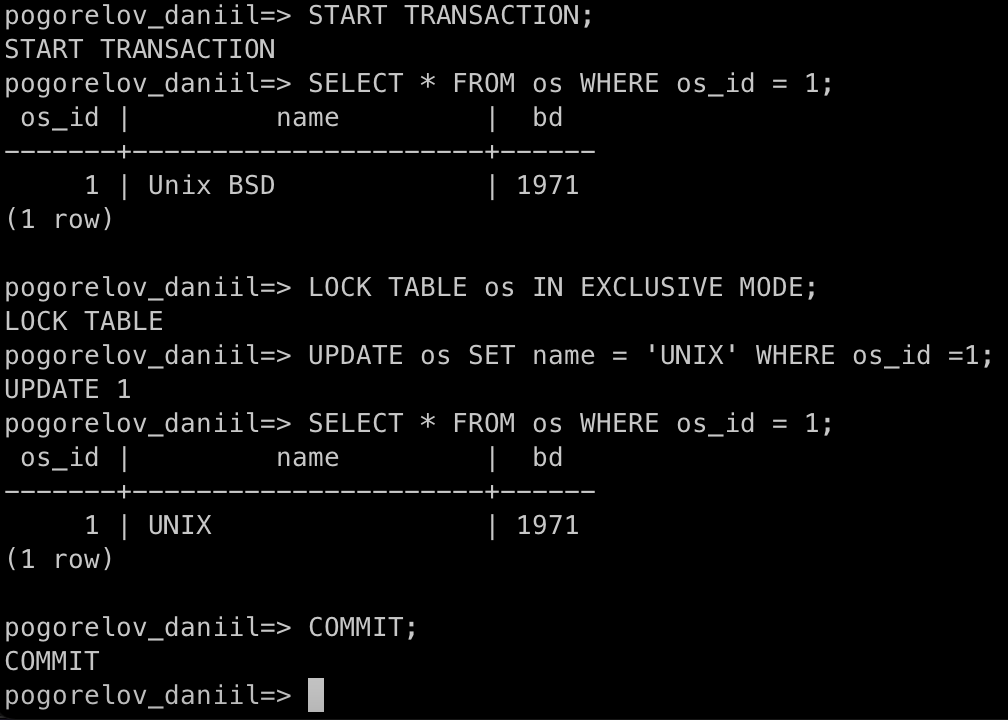 pogorelov_daniil=> START TRANSACTION;
START TRANSACTION
pogorelov_daniil=> SELECT * FROM os WHERE os_id = 1;
 os_id |         name         |  bd
-------+----------------------+------
     1 | Unix BSD             | 1971
(1 row)

pogorelov_daniil=> LOCK TABLE os IN EXCLUSIVE MODE;
LOCK TABLE
pogorelov_daniil=> UPDATE os SET name = 'UNIX' WHERE os_id =1;
UPDATE 1
pogorelov_daniil=> SELECT * FROM os WHERE os_id = 1;
 os_id |         name         |  bd
-------+----------------------+------
     1 | UNIX                 | 1971
(1 row)

pogorelov_daniil=> COMMIT;
COMMIT
pogorelov_daniil=>